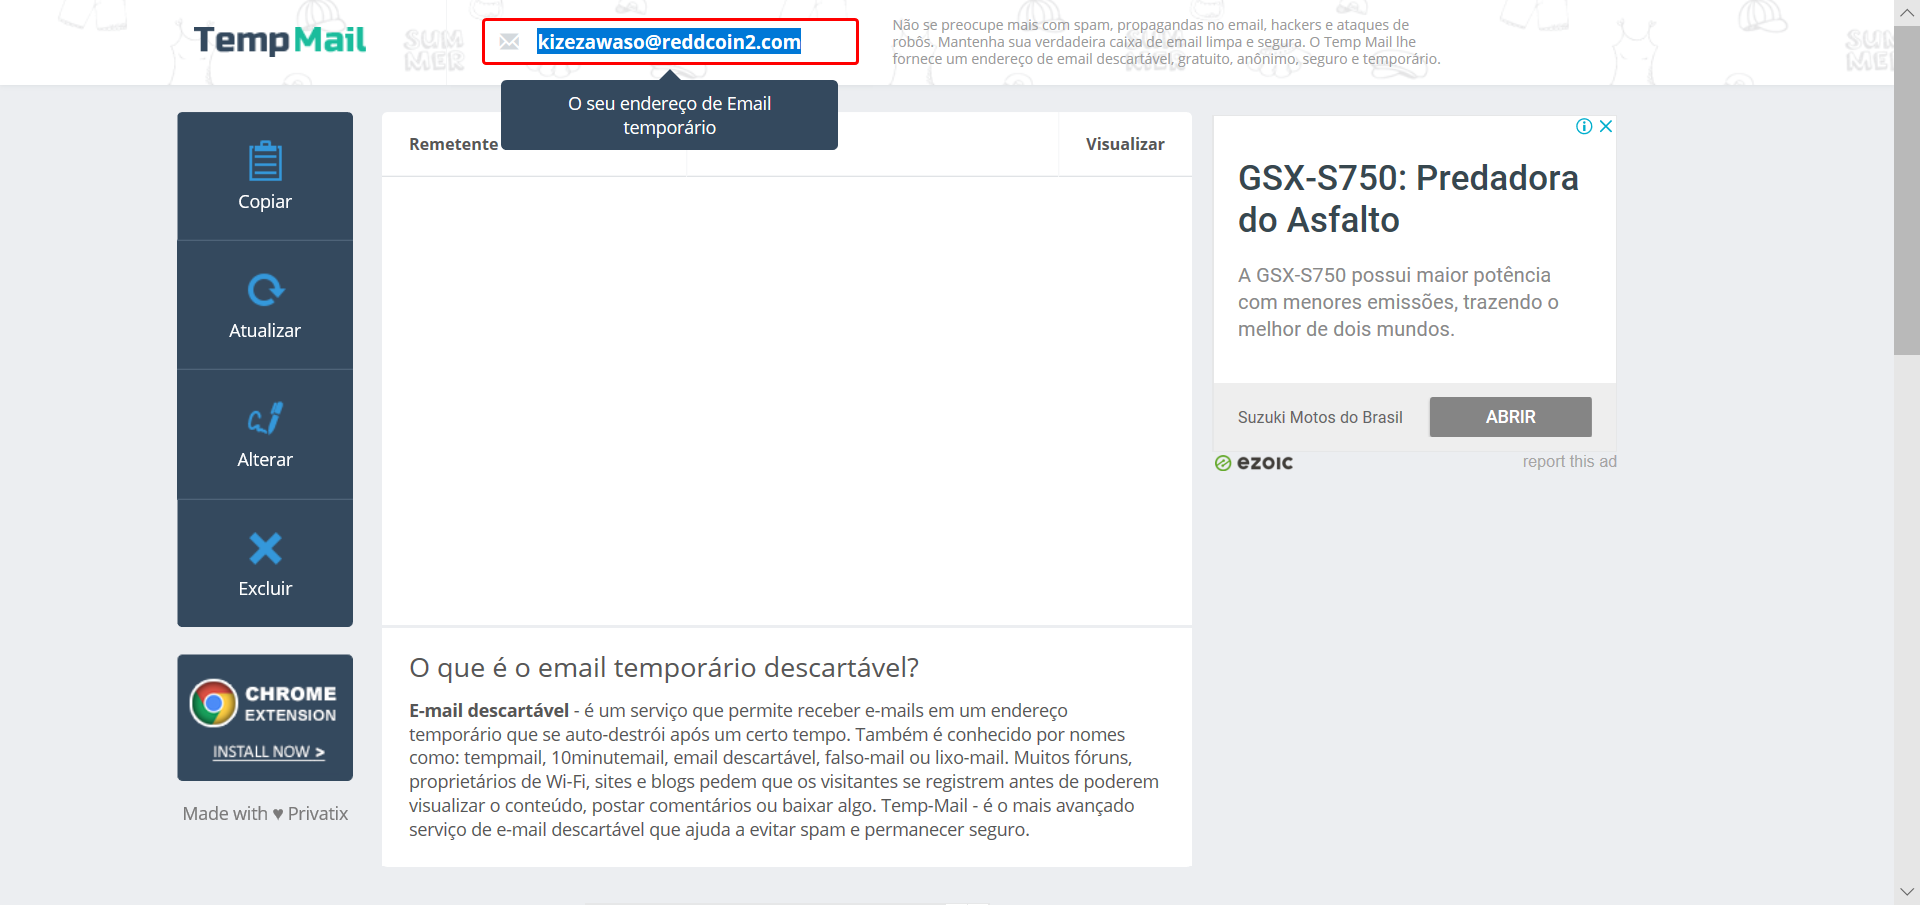 TempMail
kizezawaso@reddcoin2.com
Não se preocupe mais com spam, propagandas no email, hackers e ataques de
robôs. Mantenha sua verdadeira caixa de email limpa e segura. O Temp Mail lhe
fornece um endereço de email descartável, gratuito, anônimo, seguro e temporário.
SUM
MER
SUM
MER
SUM
MER
O seu endereço de Email
temporário
Copiar
Atualizar
Alterar
Excluir
CHROME
EXTENSION
INSTALL NOW >
Made with ♥ Privatix
Remetente
Visualizar
O que é o email temporário descartável?
E-mail descartável - é um serviço que permite receber e-mails em um endereço
temporário que se auto-destrói após um certo tempo. Também é conhecido por nomes
como: tempmail, 10minutemail, email descartável, falso-mail ou lixo-mail. Muitos fóruns,
proprietários de Wi-Fi, sites e blogs pedem que os visitantes se registrem antes de poderem
visualizar o conteúdo, postar comentários ou baixar algo. Temp-Mail - é o mais avançado
serviço de e-mail descartável que ajuda a evitar spam e permanecer seguro.
GSX-S750: Predadora
do Asfalto
A GSX-S750 possui maior potência
com menores emissões, trazendo o
melhor de dois mundos.
Suzuki Motos do Brasil
ABRIR
ezoic
report this ad